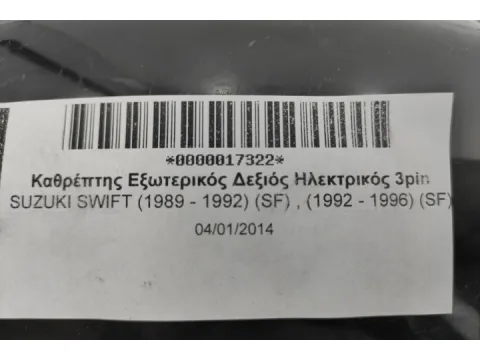 *0000017322*
Καθρέπτης Εξωτερικός Δεξιός Ηλεκτρικός 3pin
SUZUKI SWIFT (1989 - 1992) (SF) , (1992 - 1996) (SF)
04/01/2014